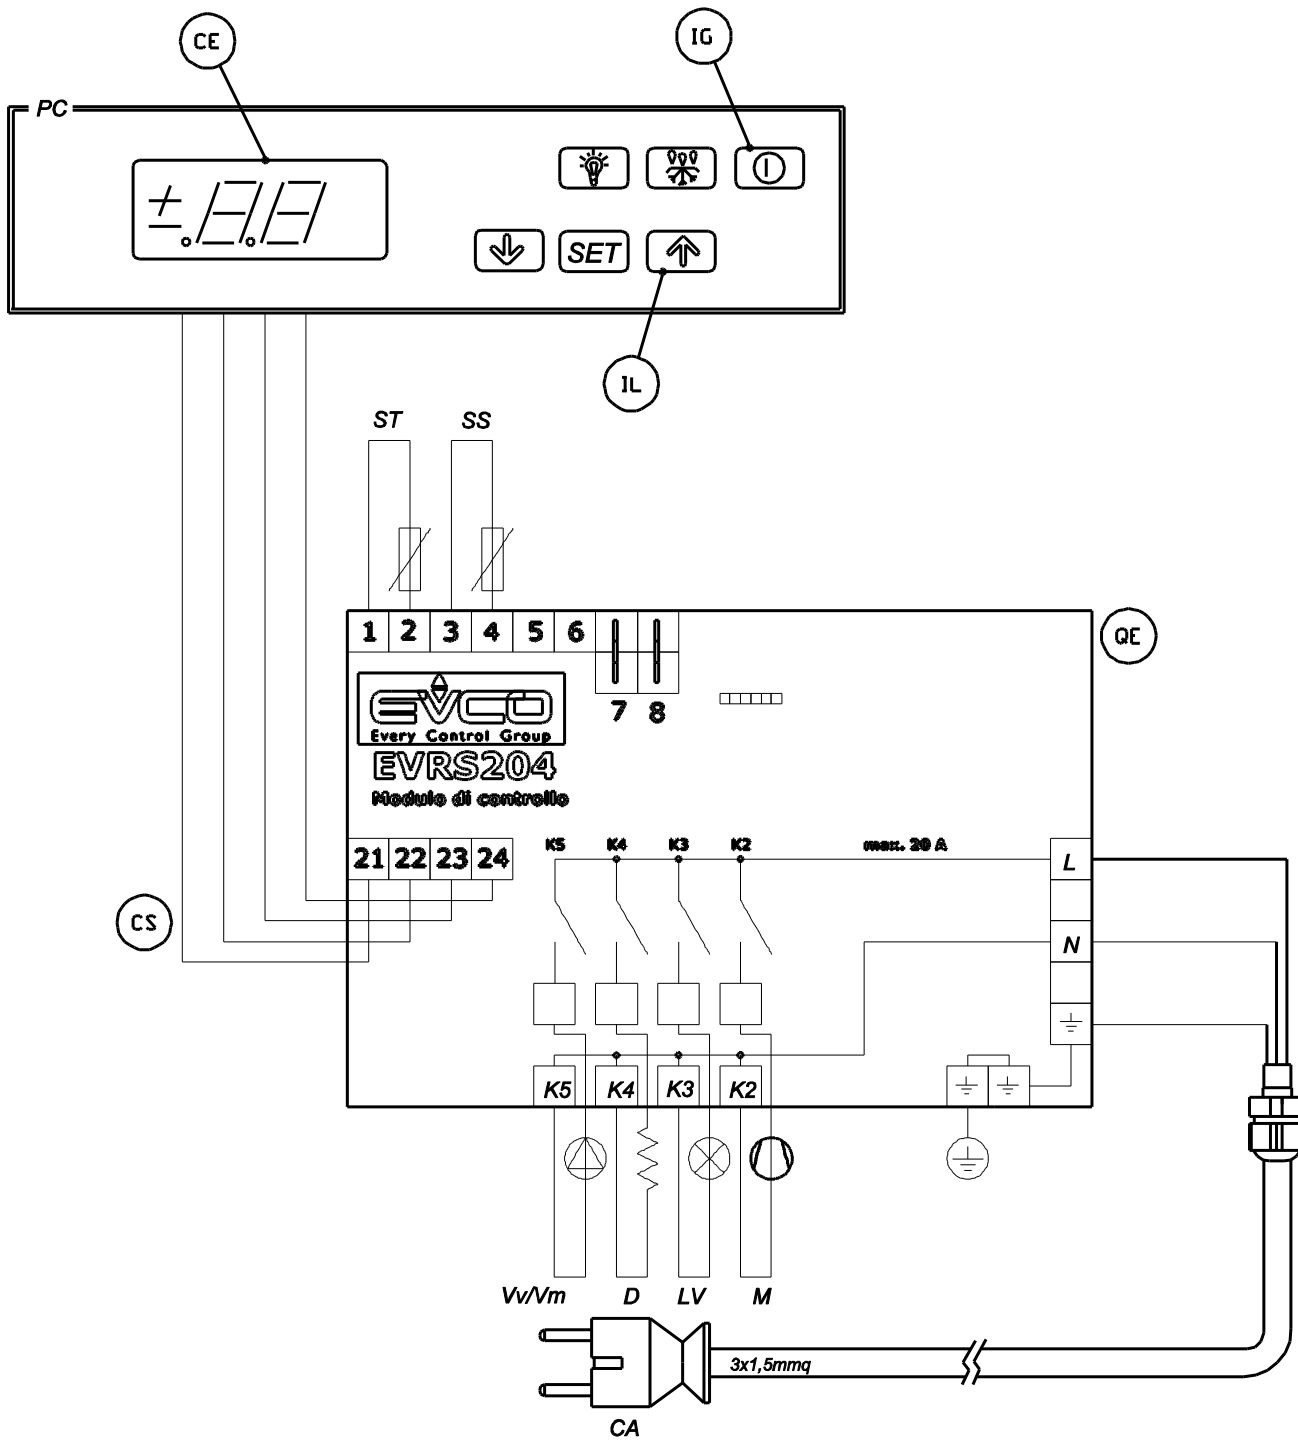 CE
IG
PC
SET
IL
ST SS
1 2 3 4 5 6
QE
7 8
EVCO
Every Control Group
EVRS204
Modulo di controllo
21 22 23 24
K5 K4 K3 K2 max. 20 A
L
CS
N
K5 K4 K3 K2
Vv/Vm D LV M
3x1,5mmq
CA